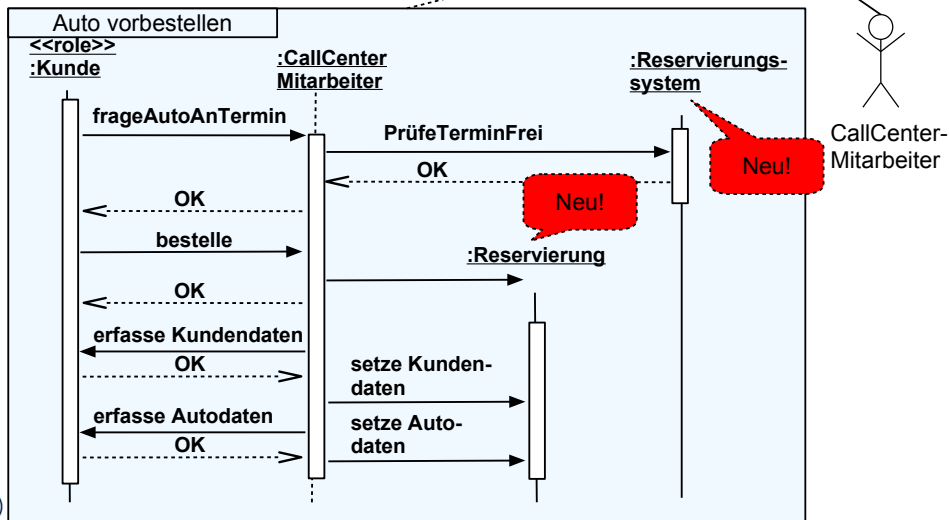 Auto vorbestellen
<<role>>
:Kunde
:CallCenter
Mitarbeiter
:Reservierungs-
system
frageAutoAnTermin
PrüfeTerminFrei
CallCenter-
Mitarbeiter
Neu!
OK
Neu!
OK
bestelle
:Reservierung
OK
erfasse Kundendaten
OK
setze Kunden-
daten
erfasse Autodaten
setze Auto-
daten
OK
)